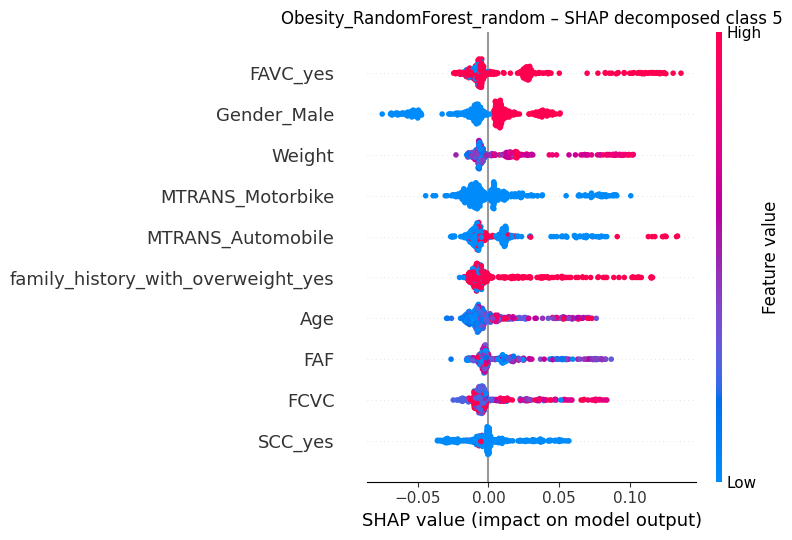 Obesity_RandomForest_random – SHAP decomposed class 5
High
FAVC_yes
Gender_Male
Weight
MTRANS_Motorbike
MTRANS_Automobile
family_history_with_overweight_yes
Age
FAF
FCVC
SCC_yes
Feature value
Low
−0.05 0.00 0.05 0.10
SHAP value (impact on model output)